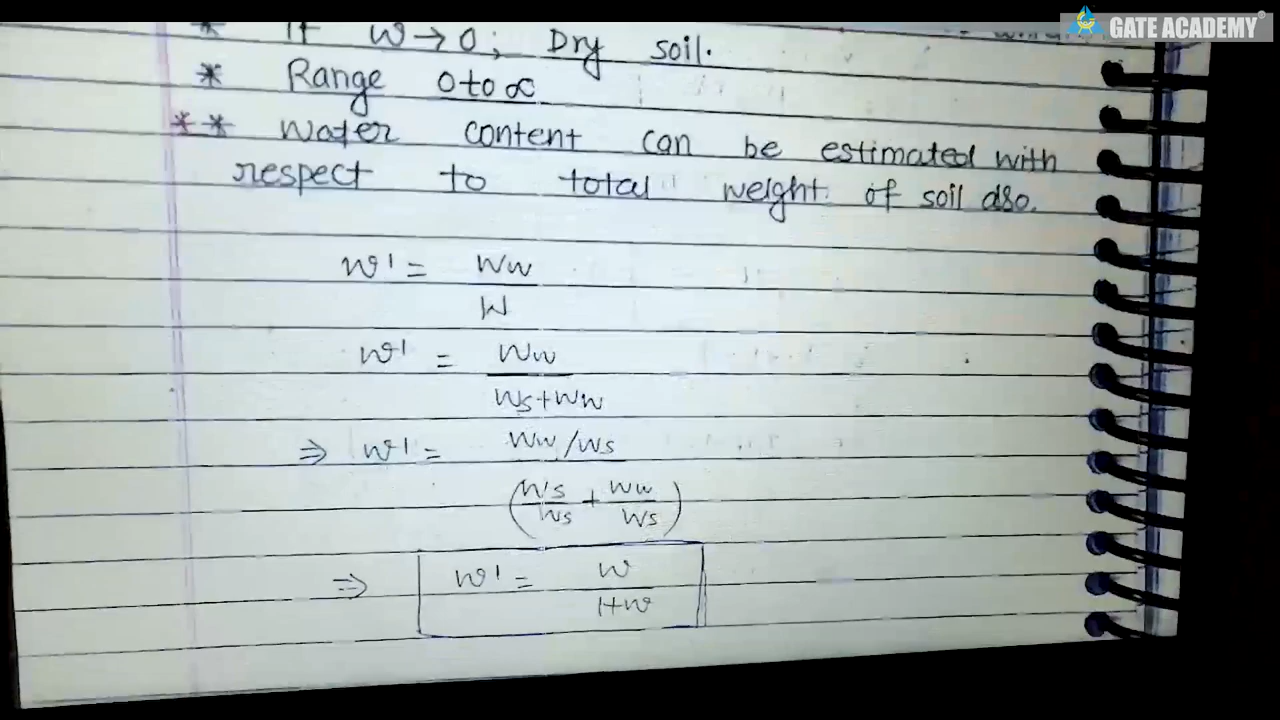 GATE ACADEMY
* If w → 0; Dry soil.
* Range 0 to ∝
** Water content can be estimated with
respect to total weight of soil also.
w' = Ww
W
w' = Ww
Ws+Ww
⇒ w' = Ww/Ws
(Ws/Ws + Ww/Ws)
⇒ w' = w
1+w